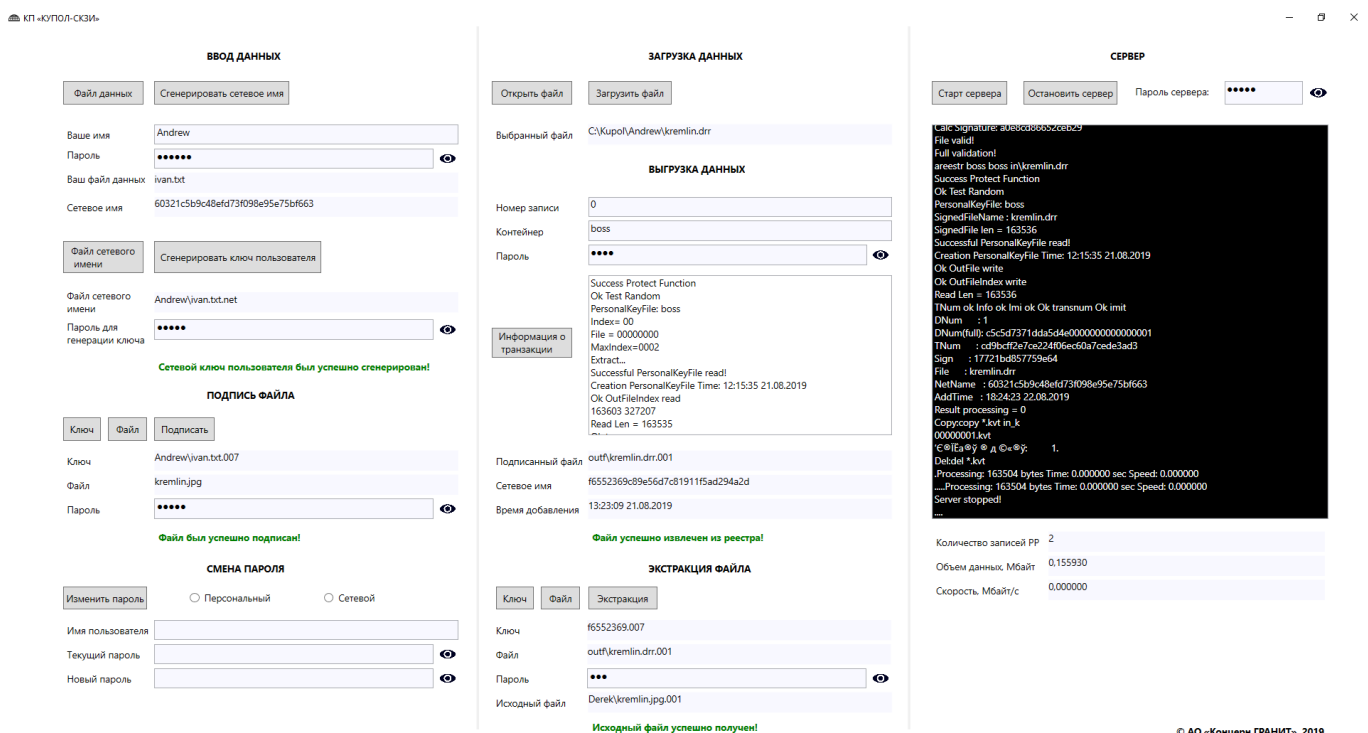 КП «КУПОЛ-СКЗИ»
ВВОД ДАННЫХ
Файл данных
Сгенерировать сетевое имя
Ваше имя
Andrew
Пароль
••••••
Ваш файл данных
ivan.txt
Сетевое имя
60321c5b9c48efd73f098e95e75bf663
Файл сетевого
имени
Сгенерировать ключ пользователя
Файл сетевого
имени
Andrew\ivan.txt.net
Пароль для
генерации ключа
•••••
Сетевой ключ пользователя был успешно сгенерирован!
ПОДПИСЬ ФАЙЛА
Ключ
Файл
Подписать
Ключ
Andrew\ivan.txt.007
Файл
kremlin.jpg
Пароль
•••••
Файл был успешно подписан!
СМЕНА ПАРОЛЯ
Изменить пароль
Персональный
Сетевой
Имя пользователя
Текущий пароль
Новый пароль
ЗАГРУЗКА ДАННЫХ
Открыть файл
Загрузить файл
Выбранный файл
C:\Kupol\Andrew\kremlin.drr
ВЫГРУЗКА ДАННЫХ
Номер записи
0
Контейнер
boss
Пароль
••••
Информация о
транзакции
Success Protect Function
Ok Test Random
PersonalKeyFile: boss
Index= 00
File = 00000000
MaxIndex=0002
Extract...
Successful PersonalKeyFile read!
Creation PersonalKeyFile Time: 12:15:35 21.08.2019
Ok OutFileIndex read
163603 327207
Read Len = 163535
Подписанный файл
outf\kremlin.drr.001
Сетевое имя
f6552369c89e56d7c81911f5ad294a2d
Время добавления
13:23:09 21.08.2019
Файл успешно извлечен из реестра!
ЭКСТРАКЦИЯ ФАЙЛА
Ключ
Файл
Экстракция
Ключ
f6552369.007
Файл
outf\kremlin.drr.001
Пароль
•••
Исходный файл
Derek\kremlin.jpg.001
Исходный файл успешно получен!
СЕРВЕР
Старт сервера
Остановить сервер
Пароль сервера:
•••••
Calc Signature: a0e8cd86652ceb29
File valid!
Full validation!
areestr boss boss in\kremlin.drr
Success Protect Function
Ok Test Random
PersonalKeyFile: boss
SignedFileName : kremlin.drr
SignedFile len = 163536
Successful PersonalKeyFile read!
Creation PersonalKeyFile Time: 12:15:35 21.08.2019
Ok OutFile write
Ok OutFileIndex write
Read Len = 163536
TNum ok Info ok Imi ok Ok transnum Ok imit
DNum : 1
DNum(full): c5c5d7371dda5d4e0000000000000001
TNum : cd9bcff2e7ce224f06ec60a7cede3ad3
Sign : 17721bd857759e64
File : kremlin.drr
NetName : 60321c5b9c48efd73f098e95e75bf663
AddTime : 18:24:23 22.08.2019
Result processing = 0
Copy:copy *.kvt in_k
00000001.kvt
1.
Del:del *.kvt
.Processing: 163504 bytes Time: 0.000000 sec Speed: 0.000000
.....Processing: 163504 bytes Time: 0.000000 sec Speed: 0.000000
Server stopped!
....
Количество записей РР
2
Объем данных, Мбайт
0,155930
Скорость, Мбайт/с
0,000000
© АО «Концерн ГРАНИТ», 2019